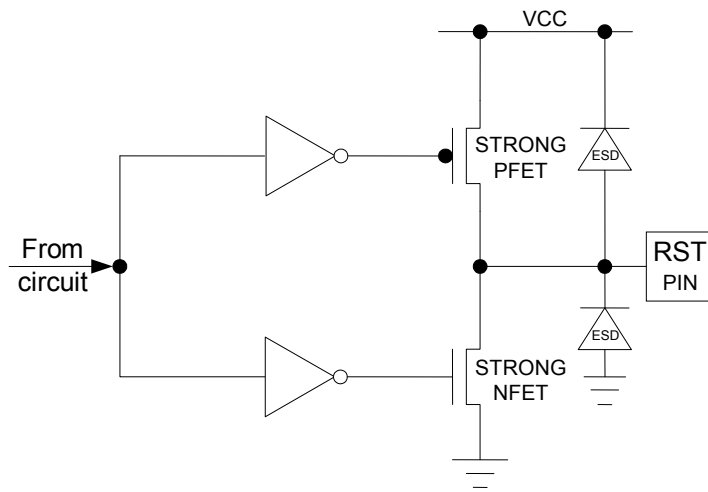 VCC
STRONG
PFET
ESD
From
circuit
RST
PIN
ESD
STRONG
NFET